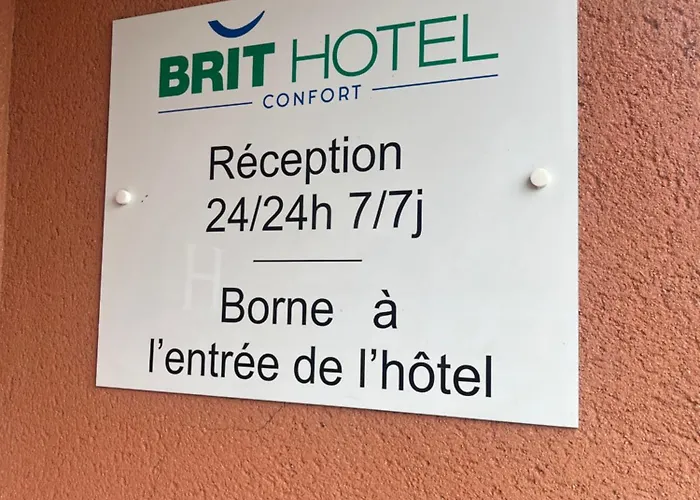 BRIT HOTEL
CONFORT
Réception
24/24h 7/7j
Borne à
l'entrée de l'hôtel